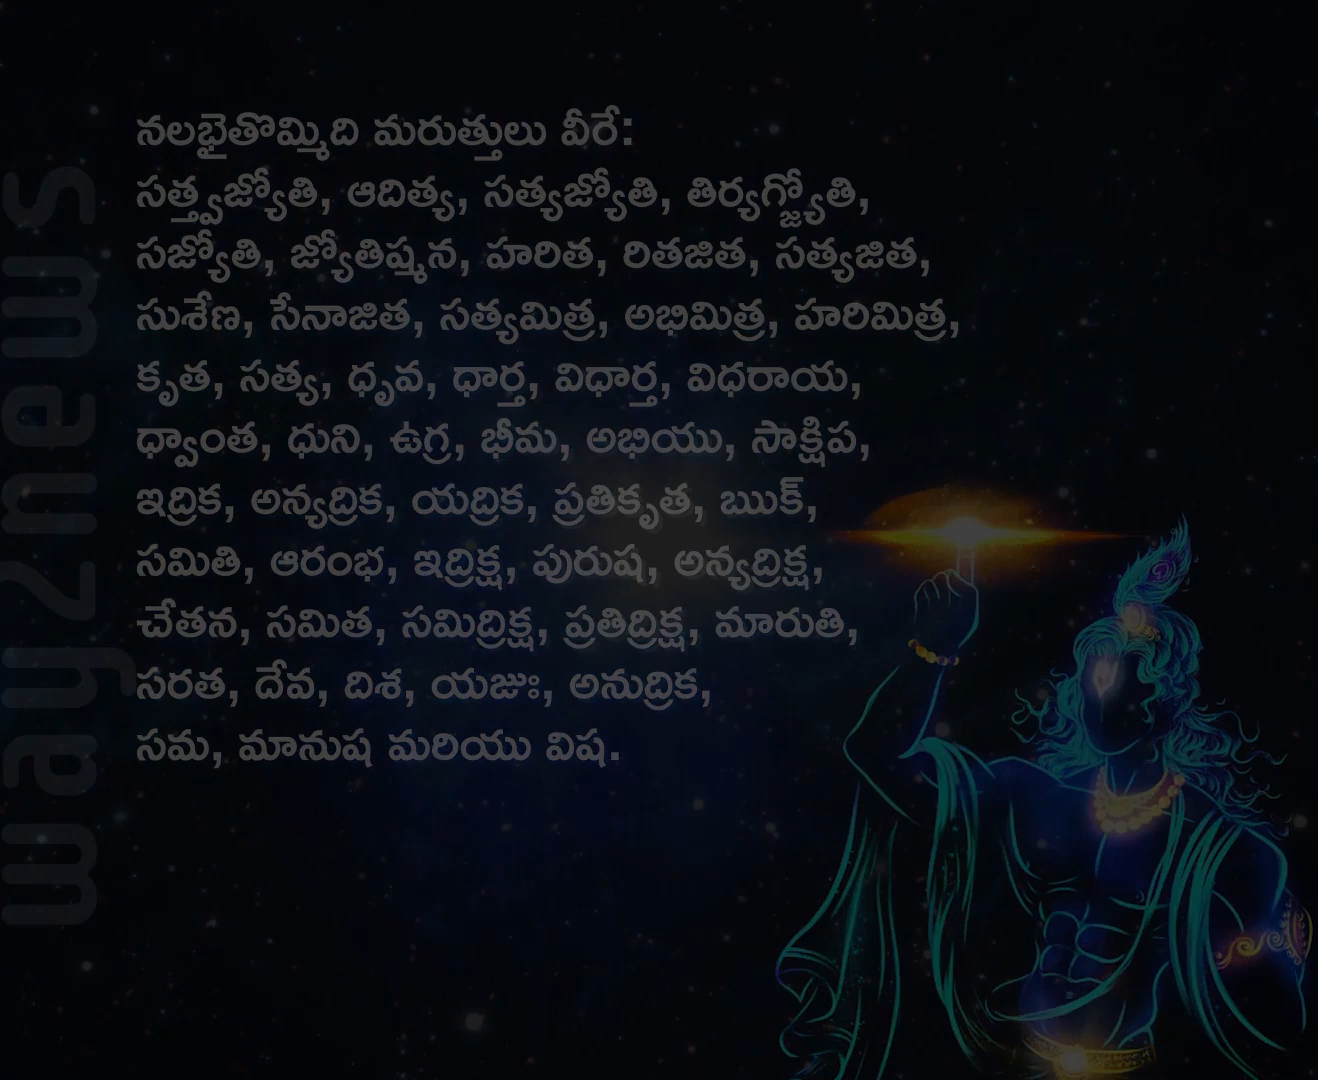 నలభైతొమ్మిది మరుత్తులు వీరే:
సత్త్వజ్యోతి, ఆదిత్య, సత్యజ్యోతి, తిర్యగ్జ్యోతి,
సజ్యోతి, జ్యోతిష్మన, హరిత, రితజిత, సత్యజిత,
సుశేణ, సేనాజిత, సత్యమిత్ర, అభిమిత్ర, హరిమిత్ర,
కృత, సత్య, ధృవ, ధార్త, విధార్త, విధరాయ,
ధ్వాంత, ధుని, ఉగ్ర, భీమ, అభియు, సాక్షిప,
ఇద్రిక, అన్యద్రిక, యద్రిక, ప్రతికృత, ఋక్,
సమితి, ఆరంభ, ఇద్రిక్ష, పురుష, అన్యద్రిక్ష,
చేతన, సమిత, సమిద్రిక్ష, ప్రతిద్రిక్ష, మారుతి,
సరత, దేవ, దిశ, యజుః, అనుద్రిక,
సమ, మానుష మరియు విష.
way2news